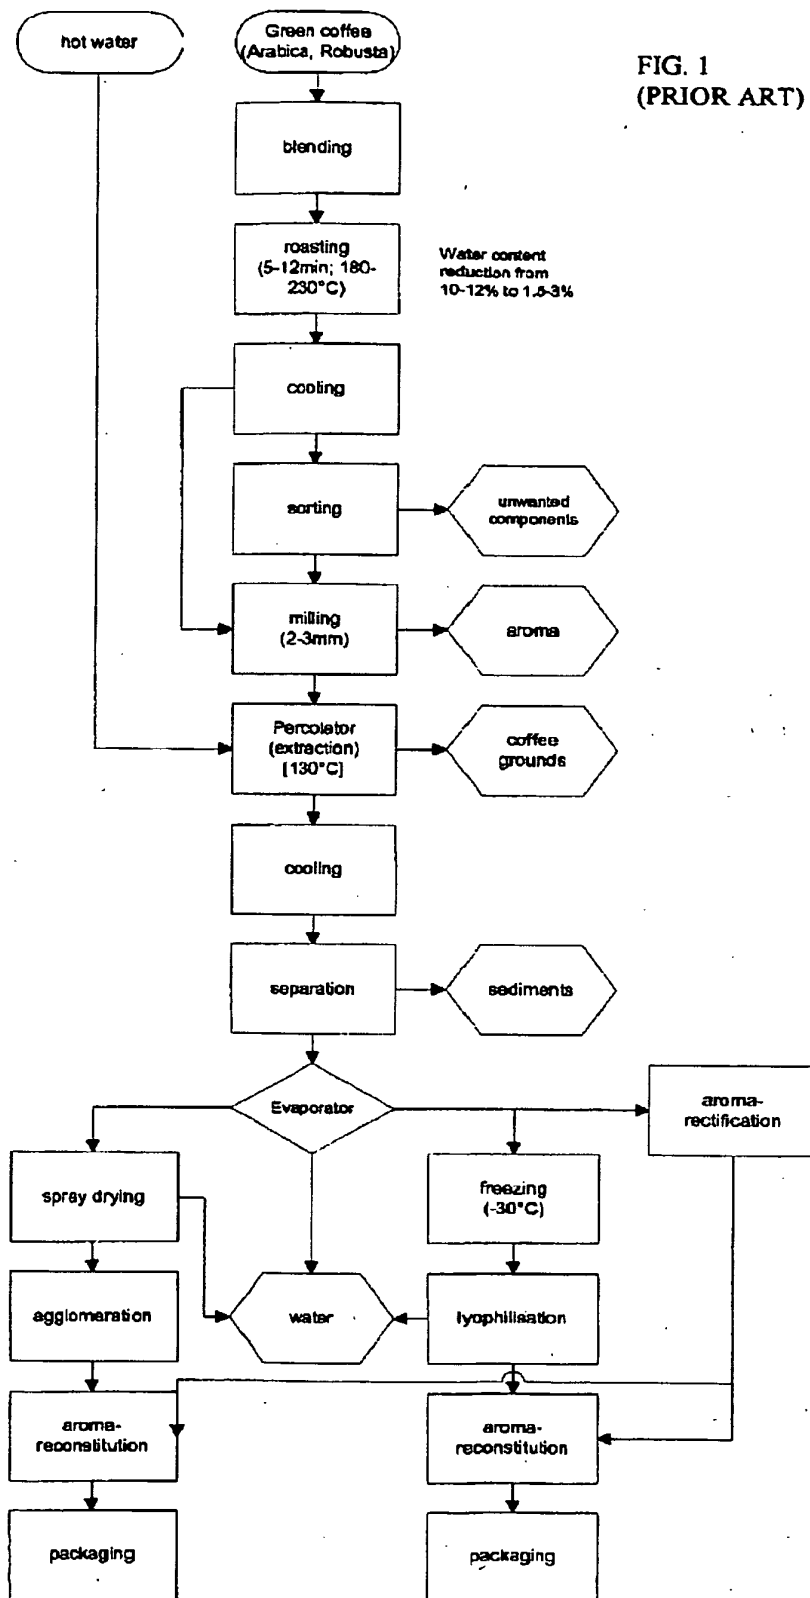 hot water
Green coffee
(Arabica, Robusta)
FIG. 1
(PRIOR ART)
blending
roasting
(5-12min; 180-
230°C)
Water content
reduction from
10-12% to 1.5-3%
cooling
sorting
unwanted
components
milling
(2-3mm)
aroma
Percolator
(extraction)
[130°C]
coffee
grounds
cooling
separation
sediments
Evaporator
aroma-
rectification
spray drying
freezing
(-30°C)
agglomeration
water
lyophilisation
aroma-
reconstitution
aroma-
reconstitution
packaging
packaging